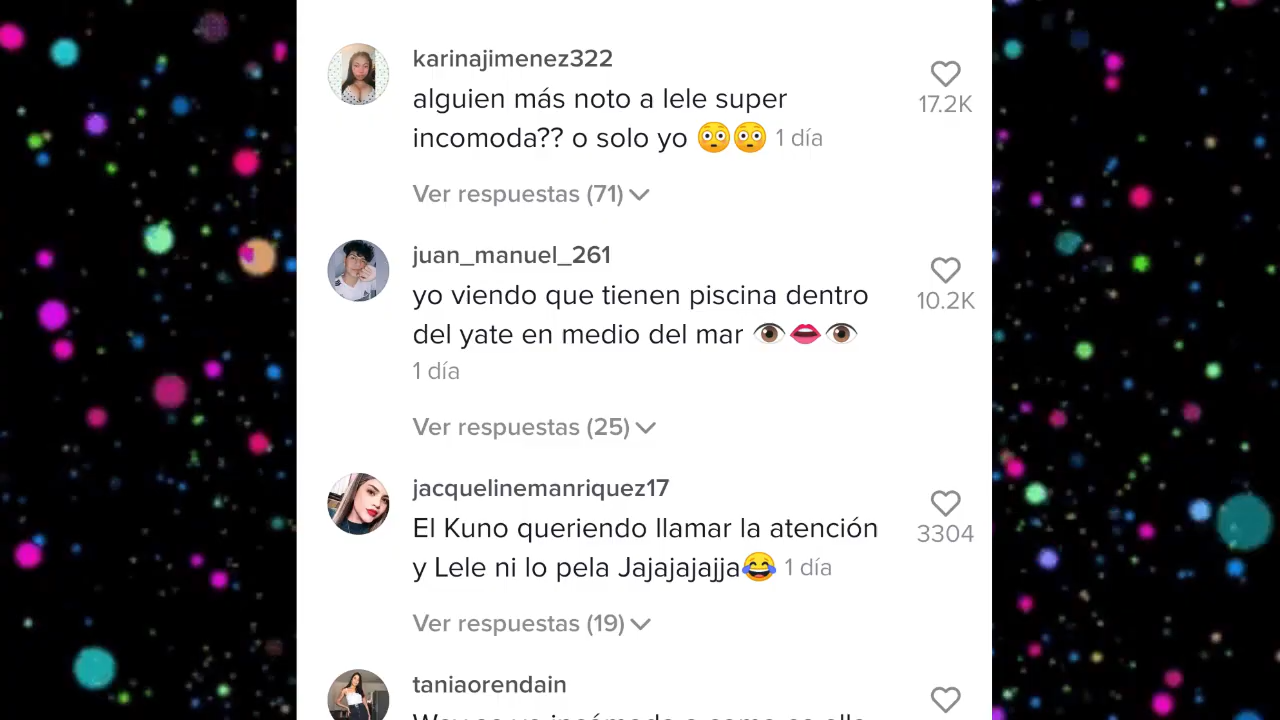 karinajimenez322
alguien más noto a lele super
incomoda?? o solo yo 😳😳 1 día
17.2K
Ver respuestas (71)
juan_manuel_261
yo viendo que tienen piscina dentro
del yate en medio del mar 👁👄👁
1 día
10.2K
Ver respuestas (25)
jacquelinemanriquez17
El Kuno queriendo llamar la atención
y Lele ni lo pela Jajajajajja😂 1 día
3304
Ver respuestas (19)
taniaorendain